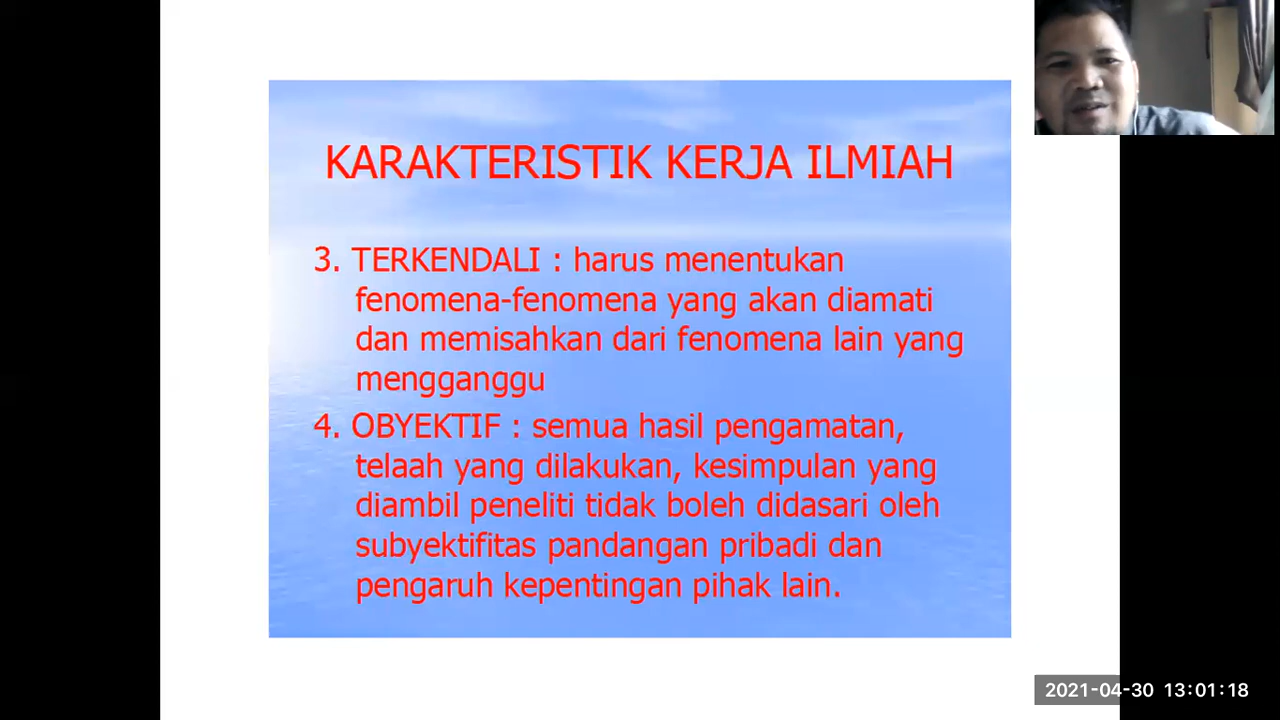 KARAKTERISTIK KERJA ILMIAH
3. TERKENDALI : harus menentukan
fenomena-fenomena yang akan diamati
dan memisahkan dari fenomena lain yang
mengganggu
4. OBYEKTIF : semua hasil pengamatan,
telaah yang dilakukan, kesimpulan yang
diambil peneliti tidak boleh didasari oleh
subyektifitas pandangan pribadi dan
pengaruh kepentingan pihak lain.
2021-04-30 13:01:18